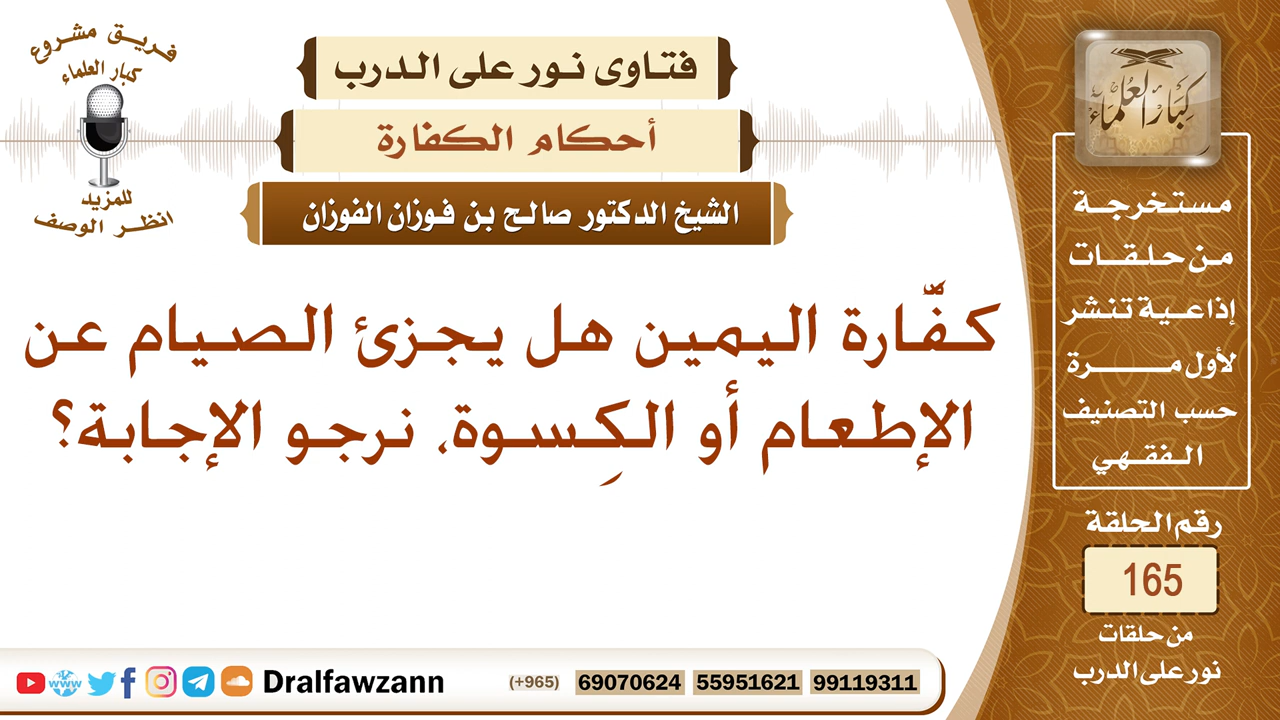 فريق مشروع
كبار العلماء
للمزيد
انظر الوصف
فتاوى نور على الدرب
أحكام الكفارة
الشيخ الدكتور صالح بن فوزان الفوزان
كفَّارة اليمين هل يجزئ الصيام عن
الإطعام أو الكِسوة، نرجو الإجابة؟
كبار العلماء
مستخرجة
من حلقات
إذاعية تنشر
لأول مرة
حسب التصنيف
الفقهي
رقم الحلقة
165
من حلقات
نور على الدرب
www
Dralfawzann
(+965) 69070624 55951621 99119311